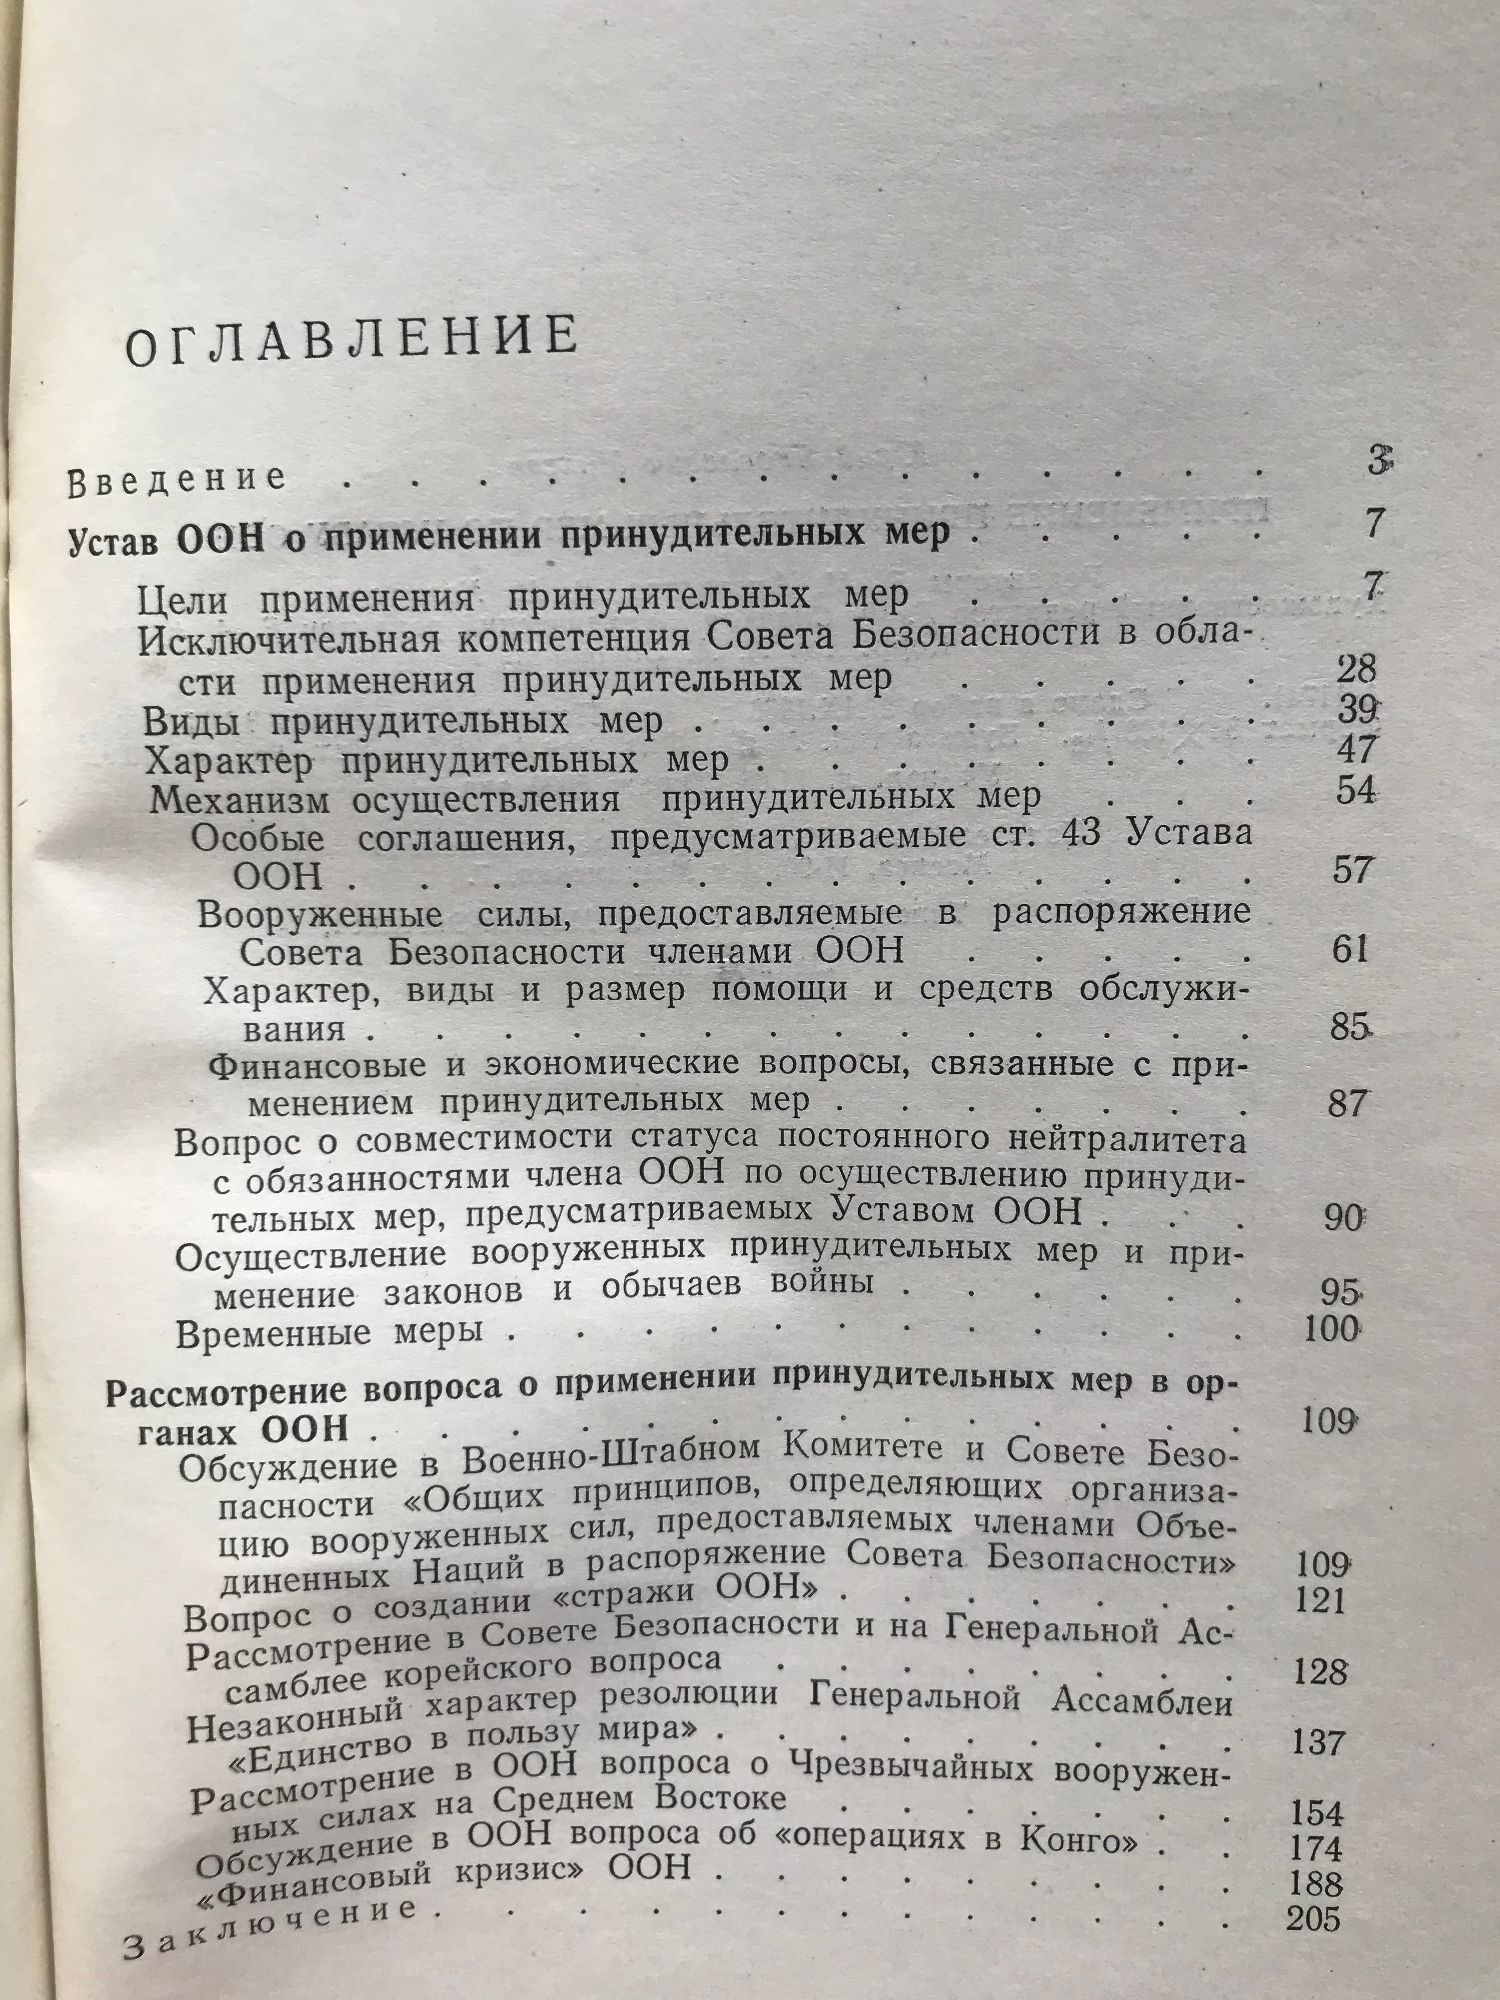 ОГЛАВЛЕНИЕ
Введение . . . . . . . . . . . . . . 3
Устав ООН о применении принудительных мер . . . . . 7
Цели применения принудительных мер . . . . . 7
Исключительная компетенция Совета Безопасности в обла-
сти применения принудительных мер . . . . . 28
Виды принудительных мер . . . . . . . . . 39
Характер принудительных мер . . . . . . . . 47
Механизм осуществления принудительных мер . . . 54
Особые соглашения, предусматриваемые ст. 43 Устава
ООН . . . . . . . . . . . . . . 57
Вооруженные силы, предоставляемые в распоряжение
Совета Безопасности членами ООН . . . . . 61
Характер, виды и размер помощи и средств обслужи-
вания . . . . . . . . . . . . . . 85
Финансовые и экономические вопросы, связанные с при-
менением принудительных мер . . . . . . . 87
Вопрос о совместимости статуса постоянного нейтралитета
с обязанностями члена ООН по осуществлению принуди-
тельных мер, предусматриваемых Уставом ООН . . . 90
Осуществление вооруженных принудительных мер и при-
менение законов и обычаев войны . . . . . . 95
Временные меры . . . . . . . . . . . . 100
Рассмотрение вопроса о применении принудительных мер в ор-
ганах ООН . . . . . . . . . . . . . . 109
Обсуждение в Военно-Штабном Комитете и Совете Безо-
пасности «Общих принципов, определяющих организа-
цию вооруженных сил, предоставляемых членами Объе-
диненных Наций в распоряжение Совета Безопасности» 109
Вопрос о создании «стражи ООН» . . . . . . . 121
Рассмотрение в Совете Безопасности и на Генеральной Ас-
самблее корейского вопроса . . . . . . . . 128
Незаконный характер резолюции Генеральной Ассамблеи
«Единство в пользу мира» . . . . . . . . . 137
Рассмотрение в ООН вопроса о Чрезвычайных вооружен-
ных силах на Среднем Востоке . . . . . . . 154
Обсуждение в ООН вопроса об «операциях в Конго» . . 174
«Финансовый кризис» ООН . . . . . . . . . 188
Заключение . . . . . . . . . . . . . 205